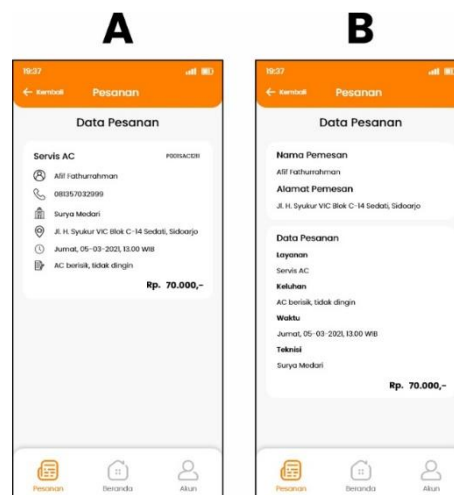 A
19:37
← Kembali Pesanan
Data Pesanan
Servis AC
Afif Fathurrahman
081357032999
Surya Medari
Jl. H. Syukur VIC Blok C-14 Sedati, Sidoarjo
Jumat, 05-03-2021, 13.00 WIB
AC berisik, tidak dingin
Rp. 70.000,-
Pesanan Beranda Akun
B
19:37
← Kembali Pesanan
Data Pesanan
Nama Pemesan
Afif Fathurrahman
Alamat Pemesan
Jl. H. Syukur VIC Blok C-14 Sedati, Sidoarjo
Data Pesanan
Layanan
Servis AC
Keluhan
AC berisik, tidak dingin
Waktu
Jumat, 05-03-2021, 13.00 WIB
Teknisi
Surya Medari
Rp. 70.000,-
Pesanan Beranda Akun